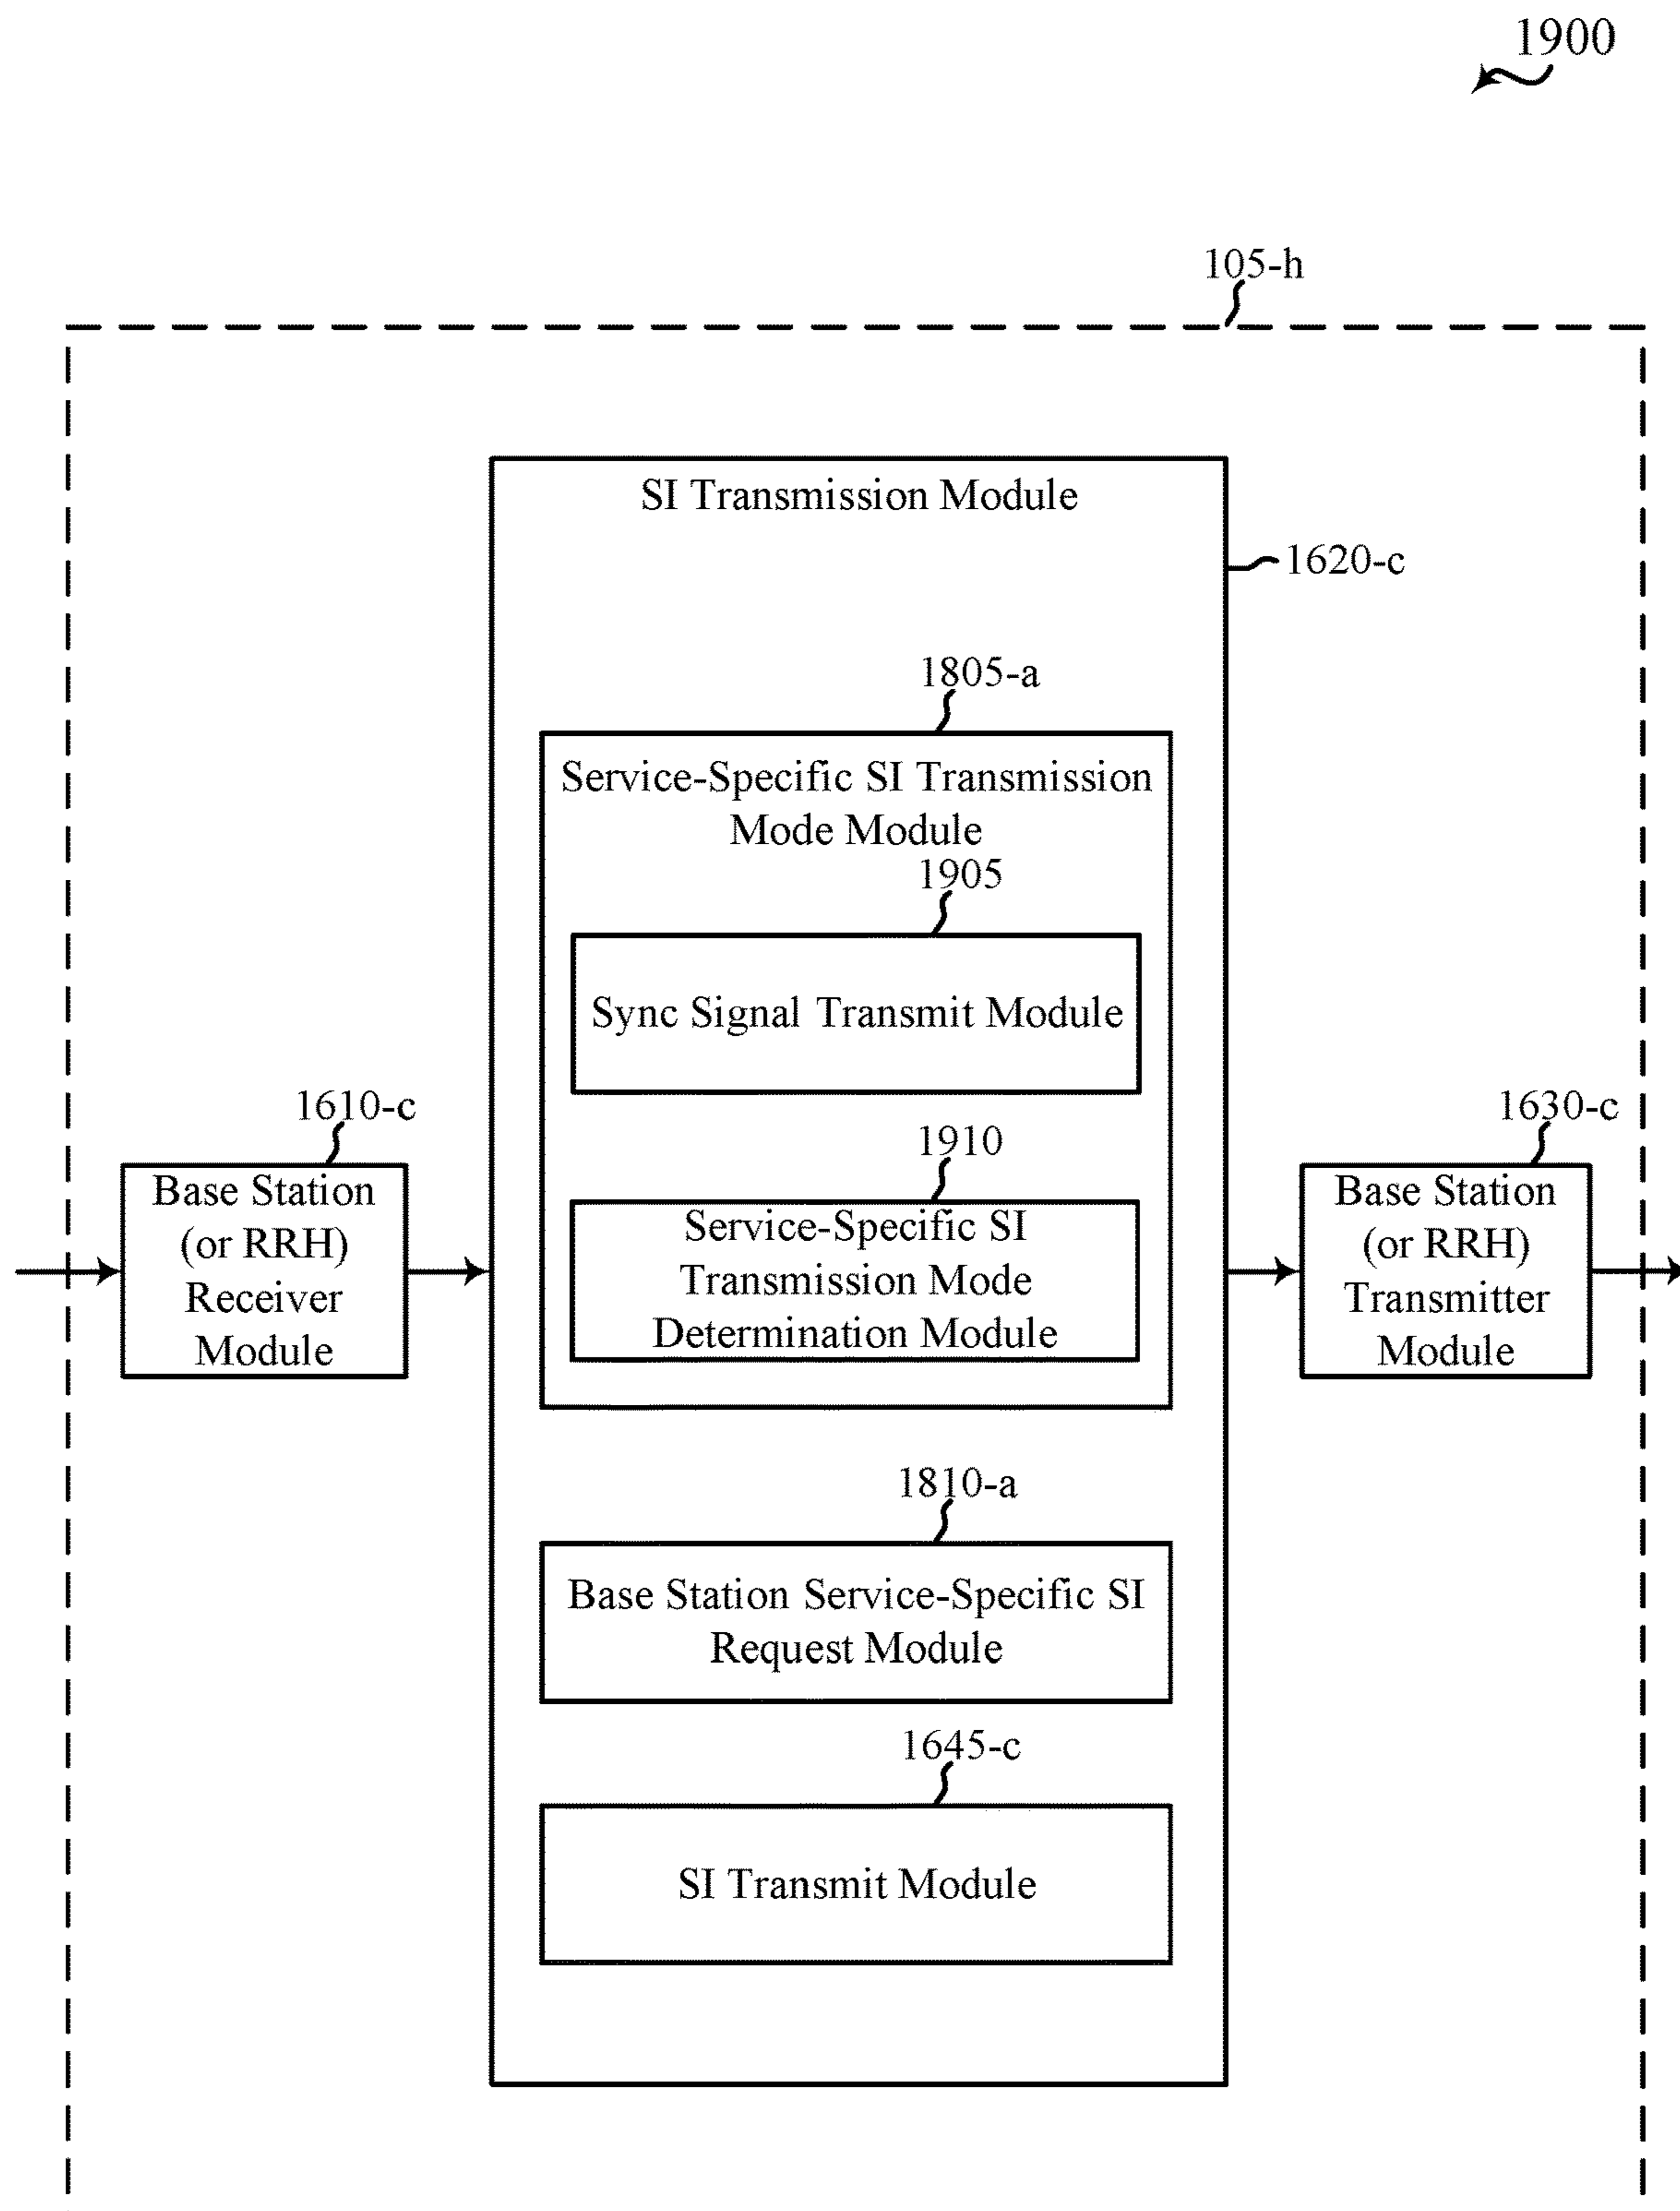 1900
105-h
SI Transmission Module
1620-c
1805-a
Service-Specific SI Transmission
Mode Module
1905
Sync Signal Transmit Module
1610-c
Base Station
(or RRH)
Receiver
Module
1910
Service-Specific SI
Transmission Mode
Determination Module
1630-c
Base Station
(or RRH)
Transmitter
Module
1810-a
Base Station Service-Specific SI
Request Module
1645-c
SI Transmit Module